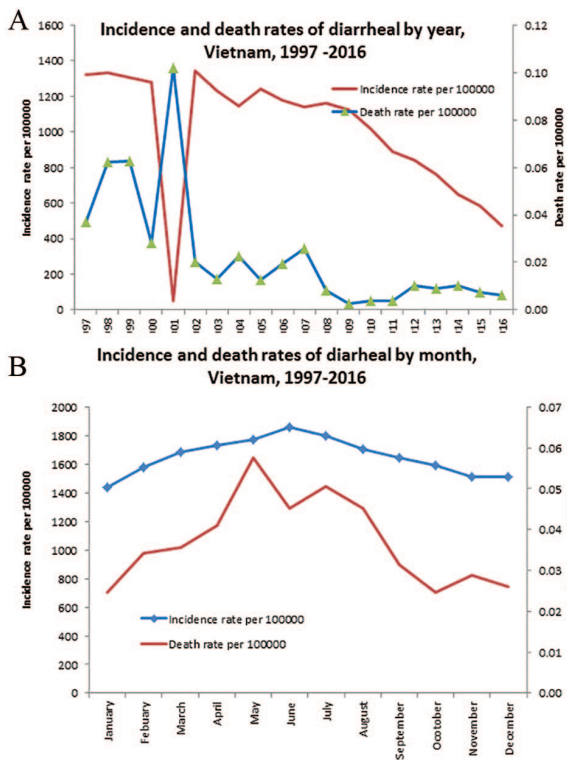 A
Incidence and death rates of diarrheal by year,
Vietnam, 1997 -2016
1600
1400
1200
1000
800
600
400
200
0
Incidence rate per 100000
0.12
0.10
0.08
0.06
0.04
0.02
0.00
Death rate per 100000
Incidence rate per 100000
Death rate per 100000
'97
'98
'99
'00
'01
'02
'03
'04
'05
'06
'07
'08
'09
'10
'11
'12
'13
'14
'15
'16
B
Incidence and death rates of diarheal by month,
Vietnam, 1997-2016
2000
1800
1600
1400
1200
1000
800
600
400
200
0
Incidence rate per 100000
0.07
0.06
0.05
0.04
0.03
0.02
0.01
0.00
Incidence rate per 100000
Death rate per 100000
January
Febuary
March
April
May
June
July
August
September
Ocotober
November
December